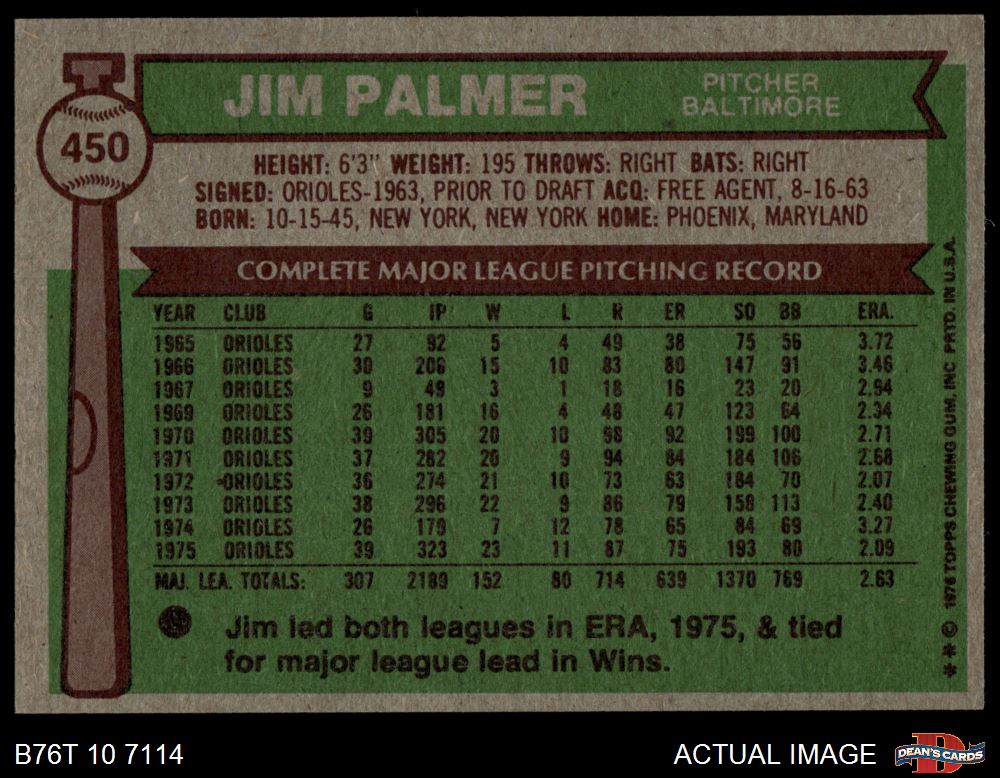 450
JIM PALMER
PITCHER
BALTIMORE
HEIGHT: 6'3" WEIGHT: 195 THROWS: RIGHT BATS: RIGHT
SIGNED: ORIOLES-1963, PRIOR TO DRAFT ACQ: FREE AGENT, 8-16-63
BORN: 10-15-45, NEW YORK, NEW YORK HOME: PHOENIX, MARYLAND
COMPLETE MAJOR LEAGUE PITCHING RECORD
YEAR CLUB G IP W L R ER SO BB ERA.
1965 ORIOLES 27 92 5 4 49 38 75 56 3.72
1966 ORIOLES 30 208 15 10 83 80 147 91 3.46
1967 ORIOLES 9 49 3 1 18 16 23 20 2.94
1969 ORIOLES 26 181 16 4 48 47 123 64 2.34
1970 ORIOLES 39 305 20 10 98 92 199 100 2.71
1971 ORIOLES 37 282 20 9 94 84 184 106 2.68
1972 ORIOLES 36 274 21 10 73 63 184 70 2.07
1973 ORIOLES 38 296 22 9 86 79 158 113 2.40
1974 ORIOLES 26 179 7 12 78 65 84 69 3.27
1975 ORIOLES 39 323 23 11 87 75 193 80 2.09
MAJ. LEA. TOTALS: 307 2189 152 80 714 639 1370 769 2.63
Jim led both leagues in ERA, 1975, & tied
for major league lead in Wins.
**© 1976 TOPPS CHEWING GUM, INC PRTD. IN U.S.A.
B76T 10 7114
ACTUAL IMAGE
DEAN'S CARDS